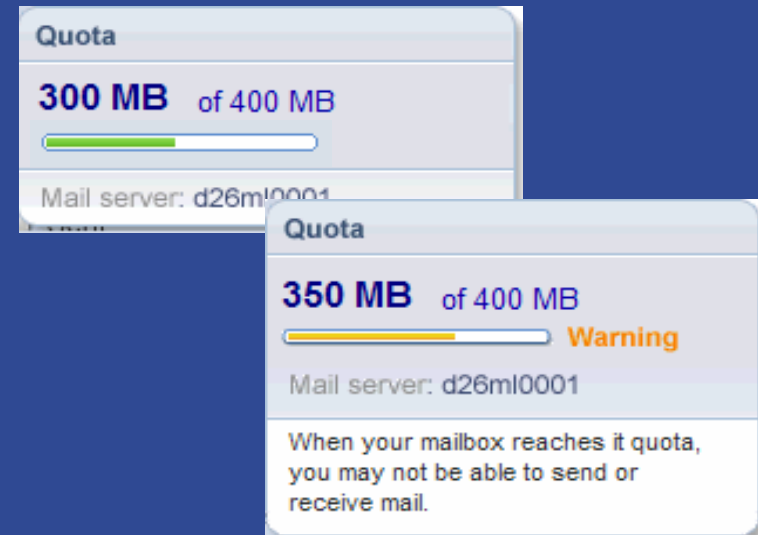 Quota
300 MB of 400 MB
Mail server: d26ml0001
Quota
350 MB of 400 MB
Warning
Mail server: d26ml0001
When your mailbox reaches it quota,
you may not be able to send or
receive mail.